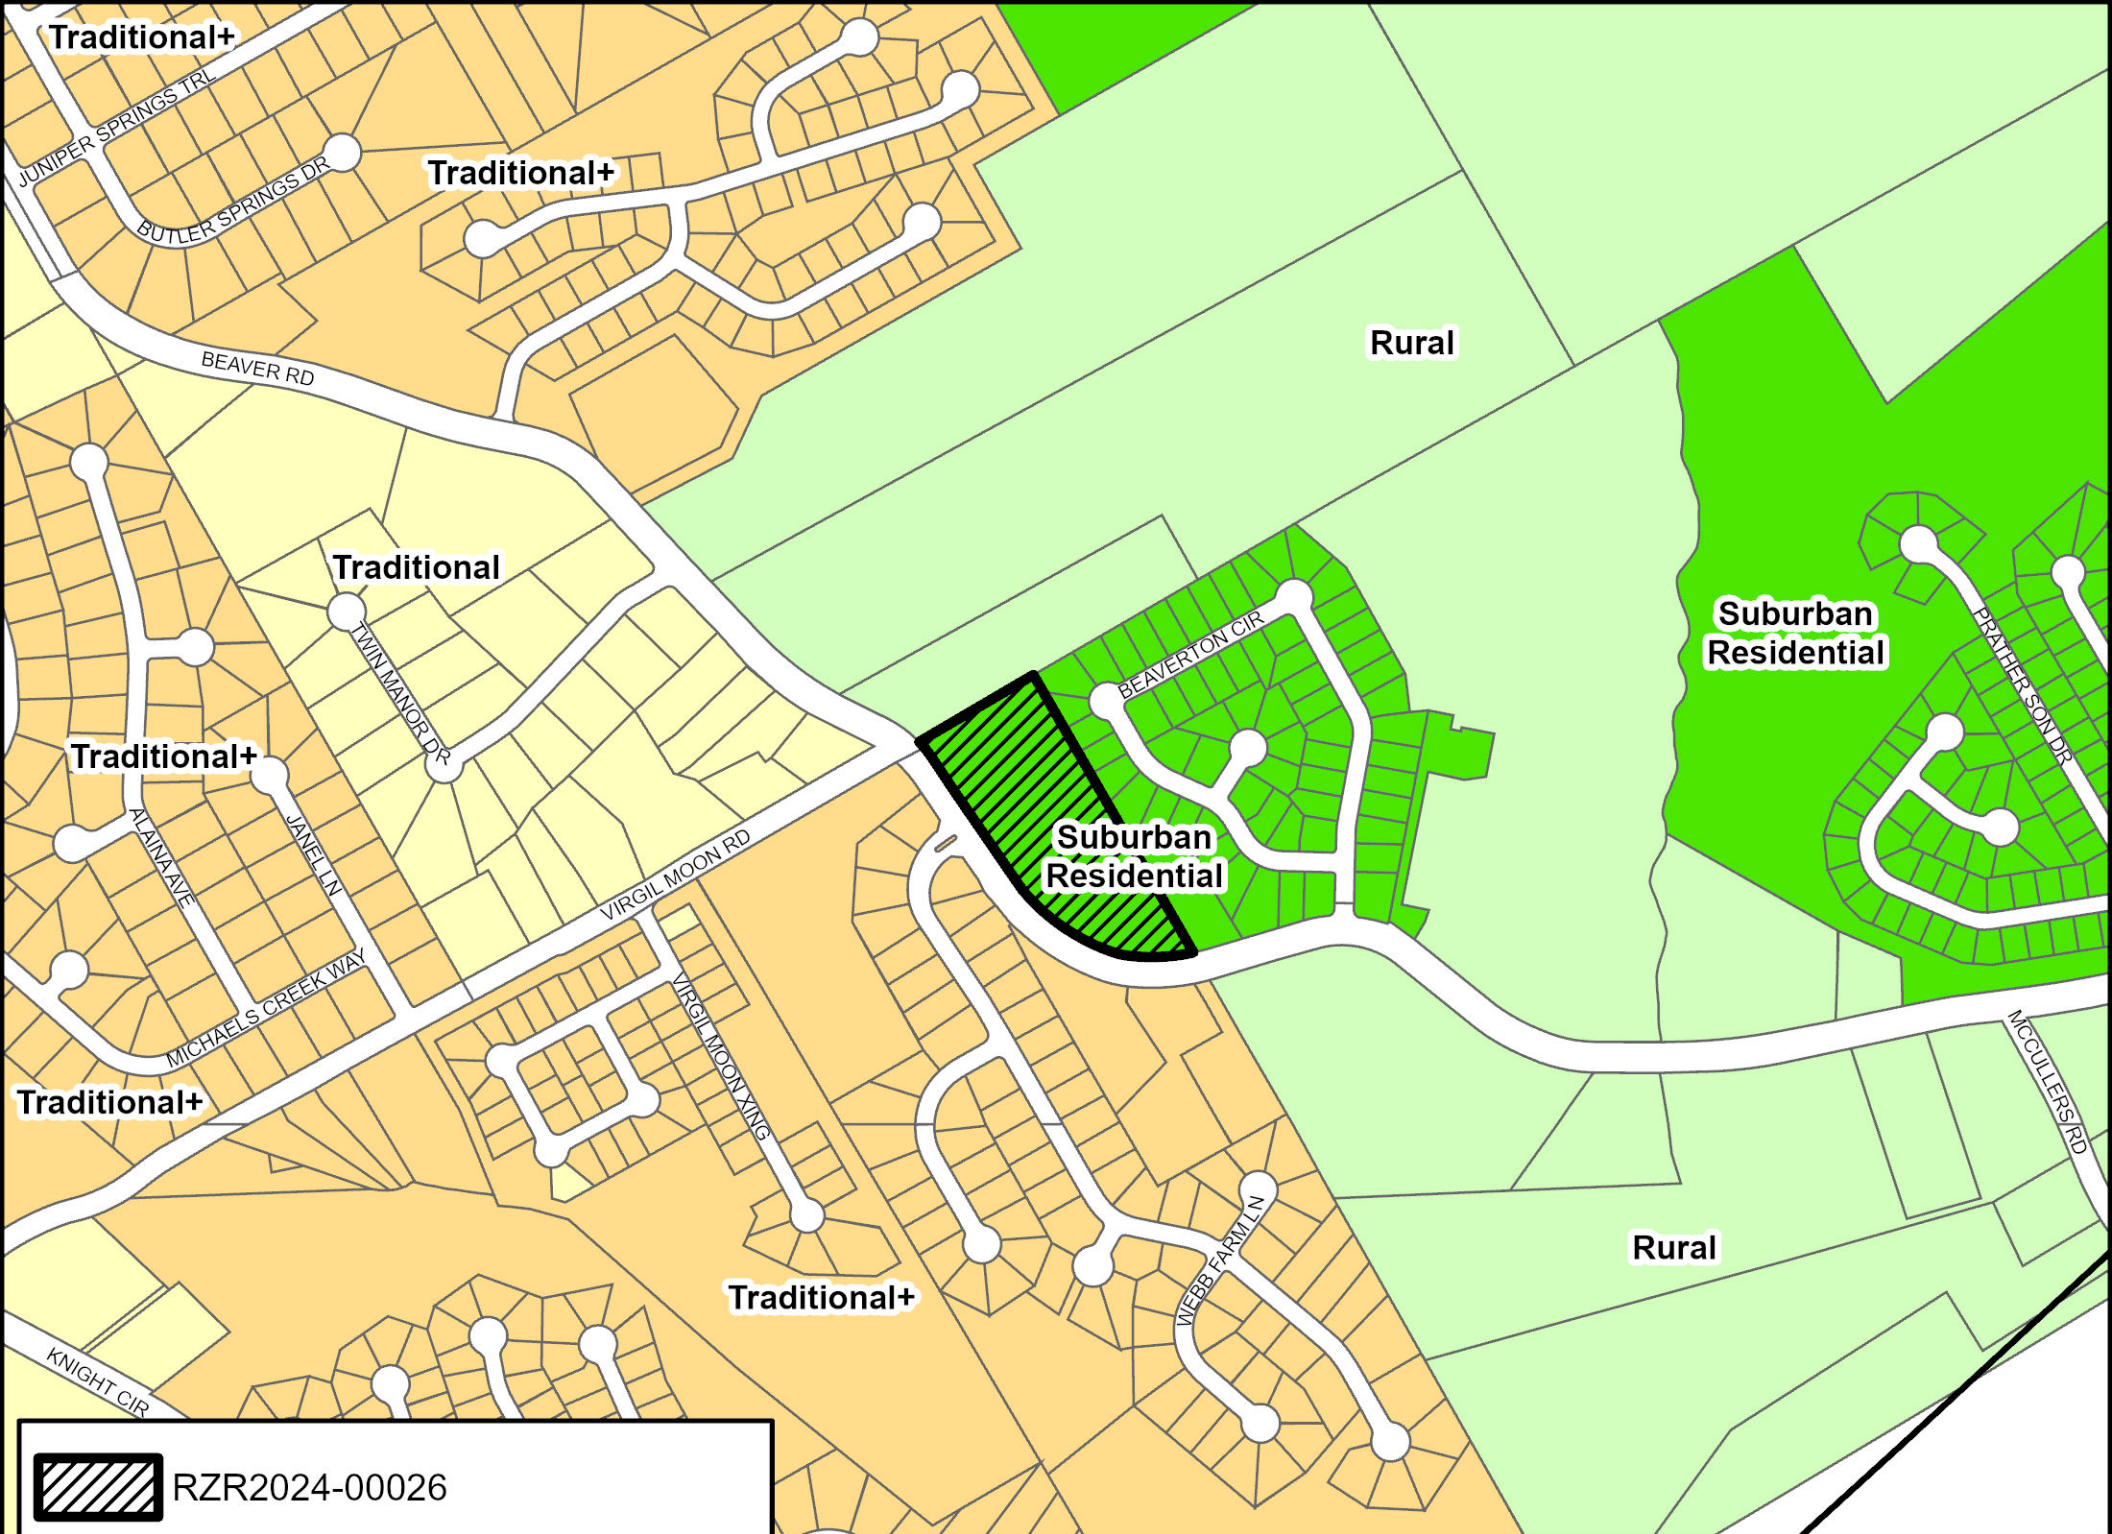 Traditional+
JUNIPER SPRINGS TRL
BUTLER SPRINGS DR
Traditional+
BEAVER RD
Rural
Traditional
TWIN MANOR DR
BEAVERTON CIR
Suburban
Residential
PRATHER SON DR
Traditional+
ALAINA AVE
JANEL LN
Suburban
Residential
VIRGIL MOON RD
MICHAELS CREEK WAY
VIRGIL MOON XING
MCCULLERS RD
Traditional+
WEBB FARM LN
Rural
Traditional+
KNIGHT CIR
RZR2024-00026